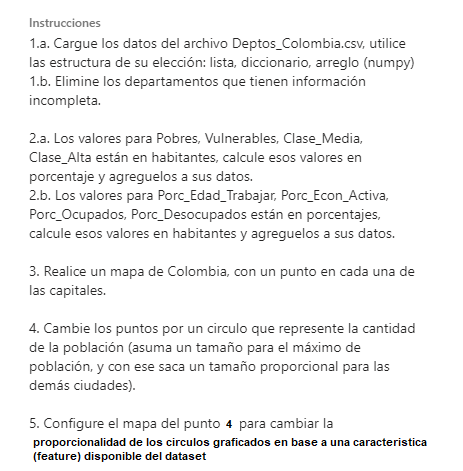 Instrucciones
1.a. Cargue los datos del archivo Deptos_Colombia.csv, utilice
las estructura de su elección: lista, diccionario, arreglo (numpy)
1.b. Elimine los departamentos que tienen información
incompleta.
2.a. Los valores para Pobres, Vulnerables, Clase_Media,
Clase_Alta están en habitantes, calcule esos valores en
porcentaje y agreguelos a sus datos.
2.b. Los valores para Porc_Edad_Trabajar, Porc_Econ_Activa,
Porc_Ocupados, Porc_Desocupados están en porcentajes,
calcule esos valores en habitantes y agreguelos a sus datos.
3. Realice un mapa de Colombia, con un punto en cada una de
las capitales.
4. Cambie los puntos por un circulo que represente la cantidad
de la población (asuma un tamaño para el máximo de
población, y con ese saca un tamaño proporcional para las
demás ciudades).
5. Configure el mapa del punto 4 para cambiar la
proporcionalidad de los circulos graficados en base a una caracteristica
(feature) disponible del dataset